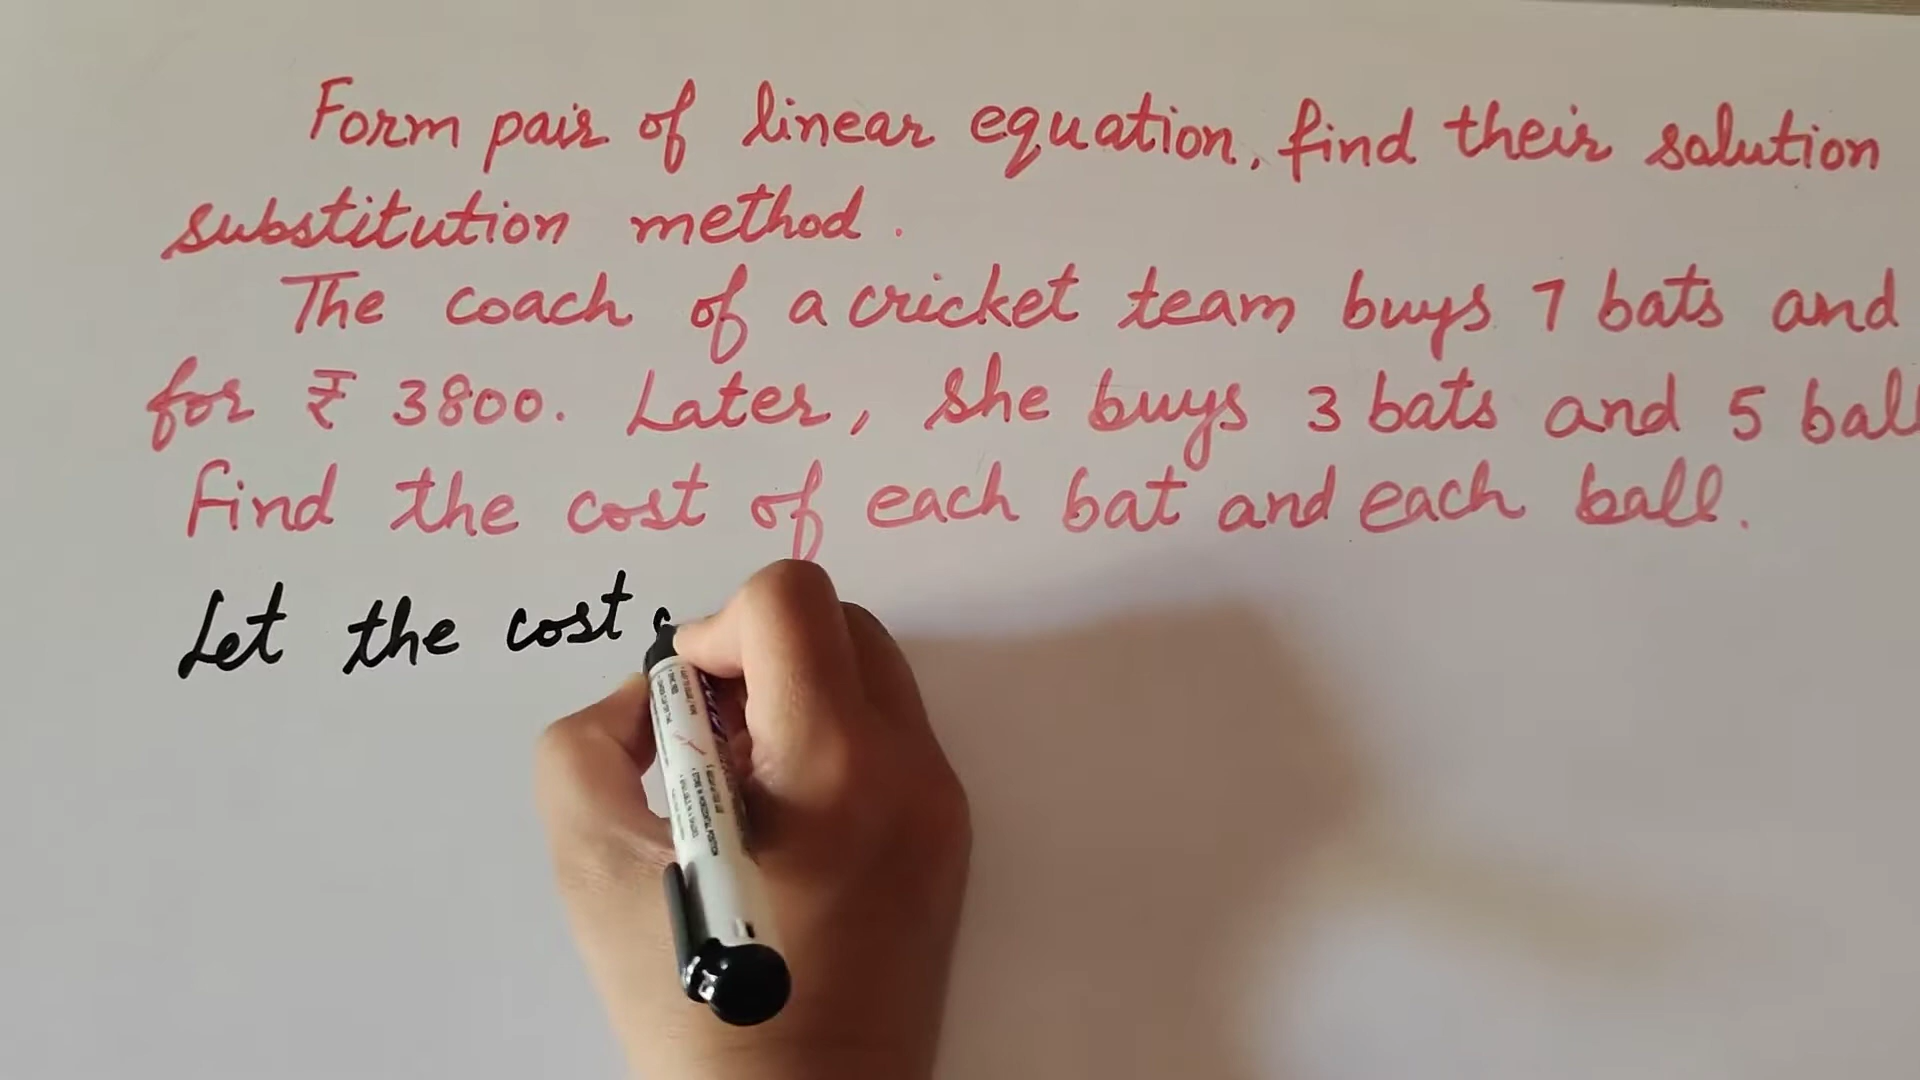 Form pair of linear equation, find their solution
substitution method.
The coach of a cricket team buys 7 bats and
for ₹ 3800. Later, she buys 3 bats and 5 ball
Find the cost of each bat and each ball.
Let the cost